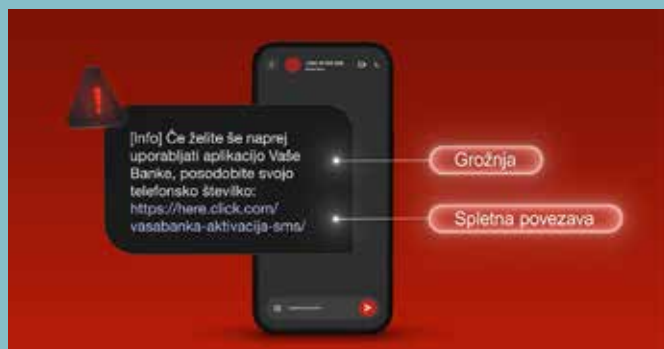 [Info] Če želite še naprej
uporabljati aplikacijo Vaše
Banke, posodobite svojo
telefonsko številko:
https://here.click.com/
vasabanka-aktivacija-sms/
Grožnja
Spletna povezava